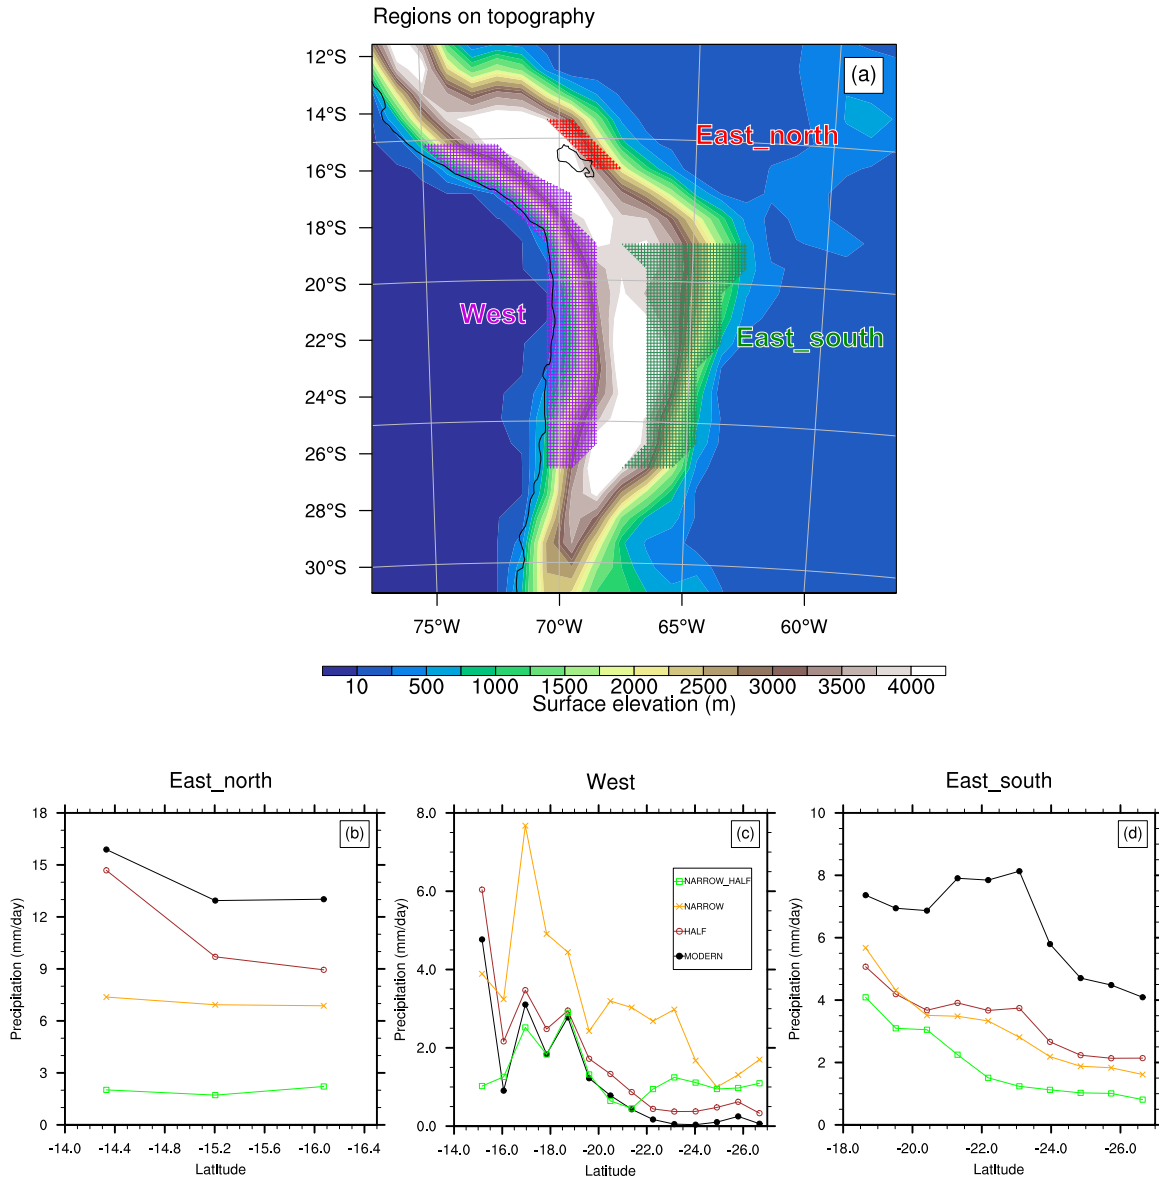 Regions on topography
(a)
12°S
14°S
16°S
18°S
20°S
22°S
24°S
26°S
28°S
30°S
East_north
West
East_south
75°W 70°W 65°W 60°W
10 500 1000 1500 2000 2500 3000 3500 4000
Surface elevation (m)
East_north
(b)
Precipitation (mm/day)
18
15
12
9
6
3
0
-14.0 -14.4 -14.8 -15.2 -15.6 -16.0 -16.4
Latitude
West
(c)
Precipitation (mm/day)
8.0
6.0
4.0
2.0
0.0
NARROW_HALF
NARROW
HALF
MODERN
-14.0 -16.0 -18.0 -20.0 -22.0 -24.0 -26.0
Latitude
East_south
(d)
Precipitation (mm/day)
10
8
6
4
2
0
-18.0 -20.0 -22.0 -24.0 -26.0
Latitude